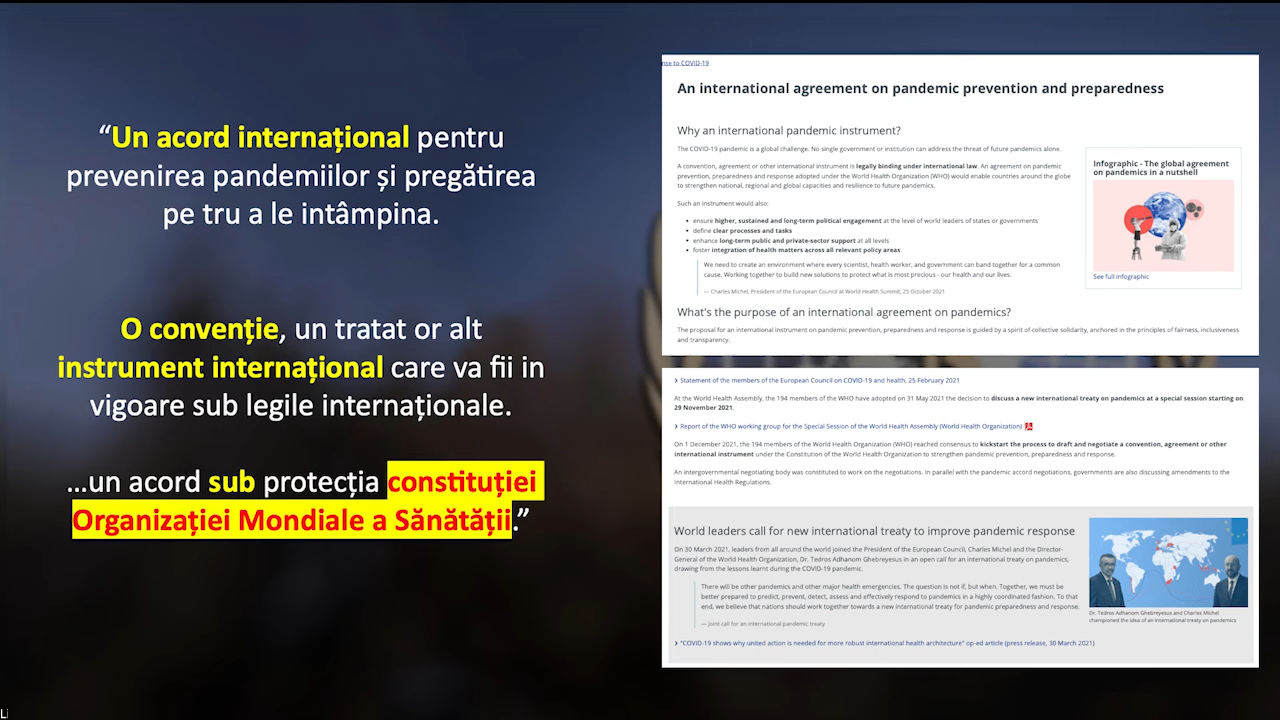 “Un acord internațional pentru
prevenirea pandemiilor și pregătirea
pe tru a le intâmpina.
O convenție, un tratat or alt
instrument internațional care va fii in
vigoare sub legile internaționale.
...un acord sub protecția constituției
Organizației Mondiale a Sănătății.”
nse to COVID-19
An international agreement on pandemic prevention and preparedness
Why an international pandemic instrument?
The COVID-19 pandemic is a global challenge. No single government or institution can address the threat of future pandemics alone.
A convention, agreement or other international instrument is legally binding under international law. An agreement on pandemic
prevention, preparedness and response adopted under the World Health Organization (WHO) would enable countries around the globe
to strengthen national, regional and global capacities and resilience to future pandemics.
Such an instrument would also:
• ensure higher, sustained and long-term political engagement at the level of world leaders of states or governments
• define clear processes and tasks
• enhance long-term public and private-sector support at all levels
• foster integration of health matters across all relevant policy areas
We need to create an environment where every scientist, health worker, and government can band together for a common
cause. Working together to build new solutions to protect what is most precious - our health and our lives.
— Charles Michel, President of the European Council at World Health Summit, 25 October 2021
Infographic - The global agreement
on pandemics in a nutshell
See full infographic
What's the purpose of an international agreement on pandemics?
The proposal for an international instrument on pandemic prevention, preparedness and response is guided by a spirit of collective solidarity, anchored in the principles of fairness, inclusiveness
and transparency.
Statement of the members of the European Council on COVID-19 and health, 25 February 2021
At the World Health Assembly, the 194 members of the WHO have adopted on 31 May 2021 the decision to discuss a new international treaty on pandemics at a special session starting on
29 November 2021.
Report of the WHO working group for the Special Session of the World Health Assembly (World Health Organization)
On 1 December 2021, the 194 members of the World Health Organization (WHO) reached consensus to kickstart the process to draft and negotiate a convention, agreement or other
international instrument under the Constitution of the World Health Organization to strengthen pandemic prevention, preparedness and response.
An intergovernmental negotiating body was constituted to work on the negotiations. In parallel with the pandemic accord negotiations, governments are also discussing amendments to the
International Health Regulations.
World leaders call for new international treaty to improve pandemic response
On 30 March 2021, leaders from all around the world joined the President of the European Council, Charles Michel and the Director-
General of the World Health Organization, Dr. Tedros Adhanom Ghebreyesus in an open call for an international treaty on pandemics,
drawing from the lessons learnt during the COVID-19 pandemic.
There will be other pandemics and other major health emergencies. The question is not if, but when. Together, we must be
better prepared to predict, prevent, detect, assess and effectively respond to pandemics in a highly coordinated fashion. To that
end, we believe that nations should work together towards a new international treaty for pandemic preparedness and response.
— Joint call for an international pandemic treaty
Dr. Tedros Adhanom Ghebreyesus and Charles Michel
championed the idea of an international treaty on pandemics
"COVID-19 shows why united action is needed for more robust international health architecture" op-ed article (press release, 30 March 2021)
Li